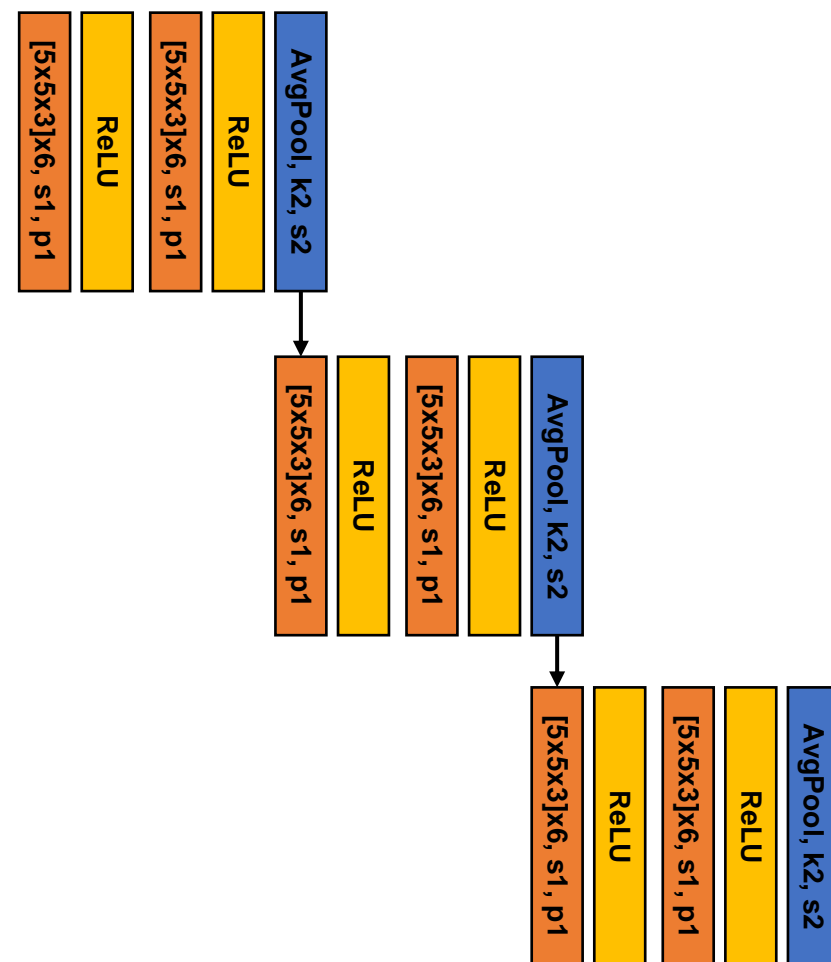 [5x5x3]x6, s1, p1
ReLU
[5x5x3]x6, s1, p1
ReLU
AvgPool, k2, s2
[5x5x3]x6, s1, p1
ReLU
[5x5x3]x6, s1, p1
ReLU
AvgPool, k2, s2
[5x5x3]x6, s1, p1
ReLU
[5x5x3]x6, s1, p1
ReLU
AvgPool, k2, s2